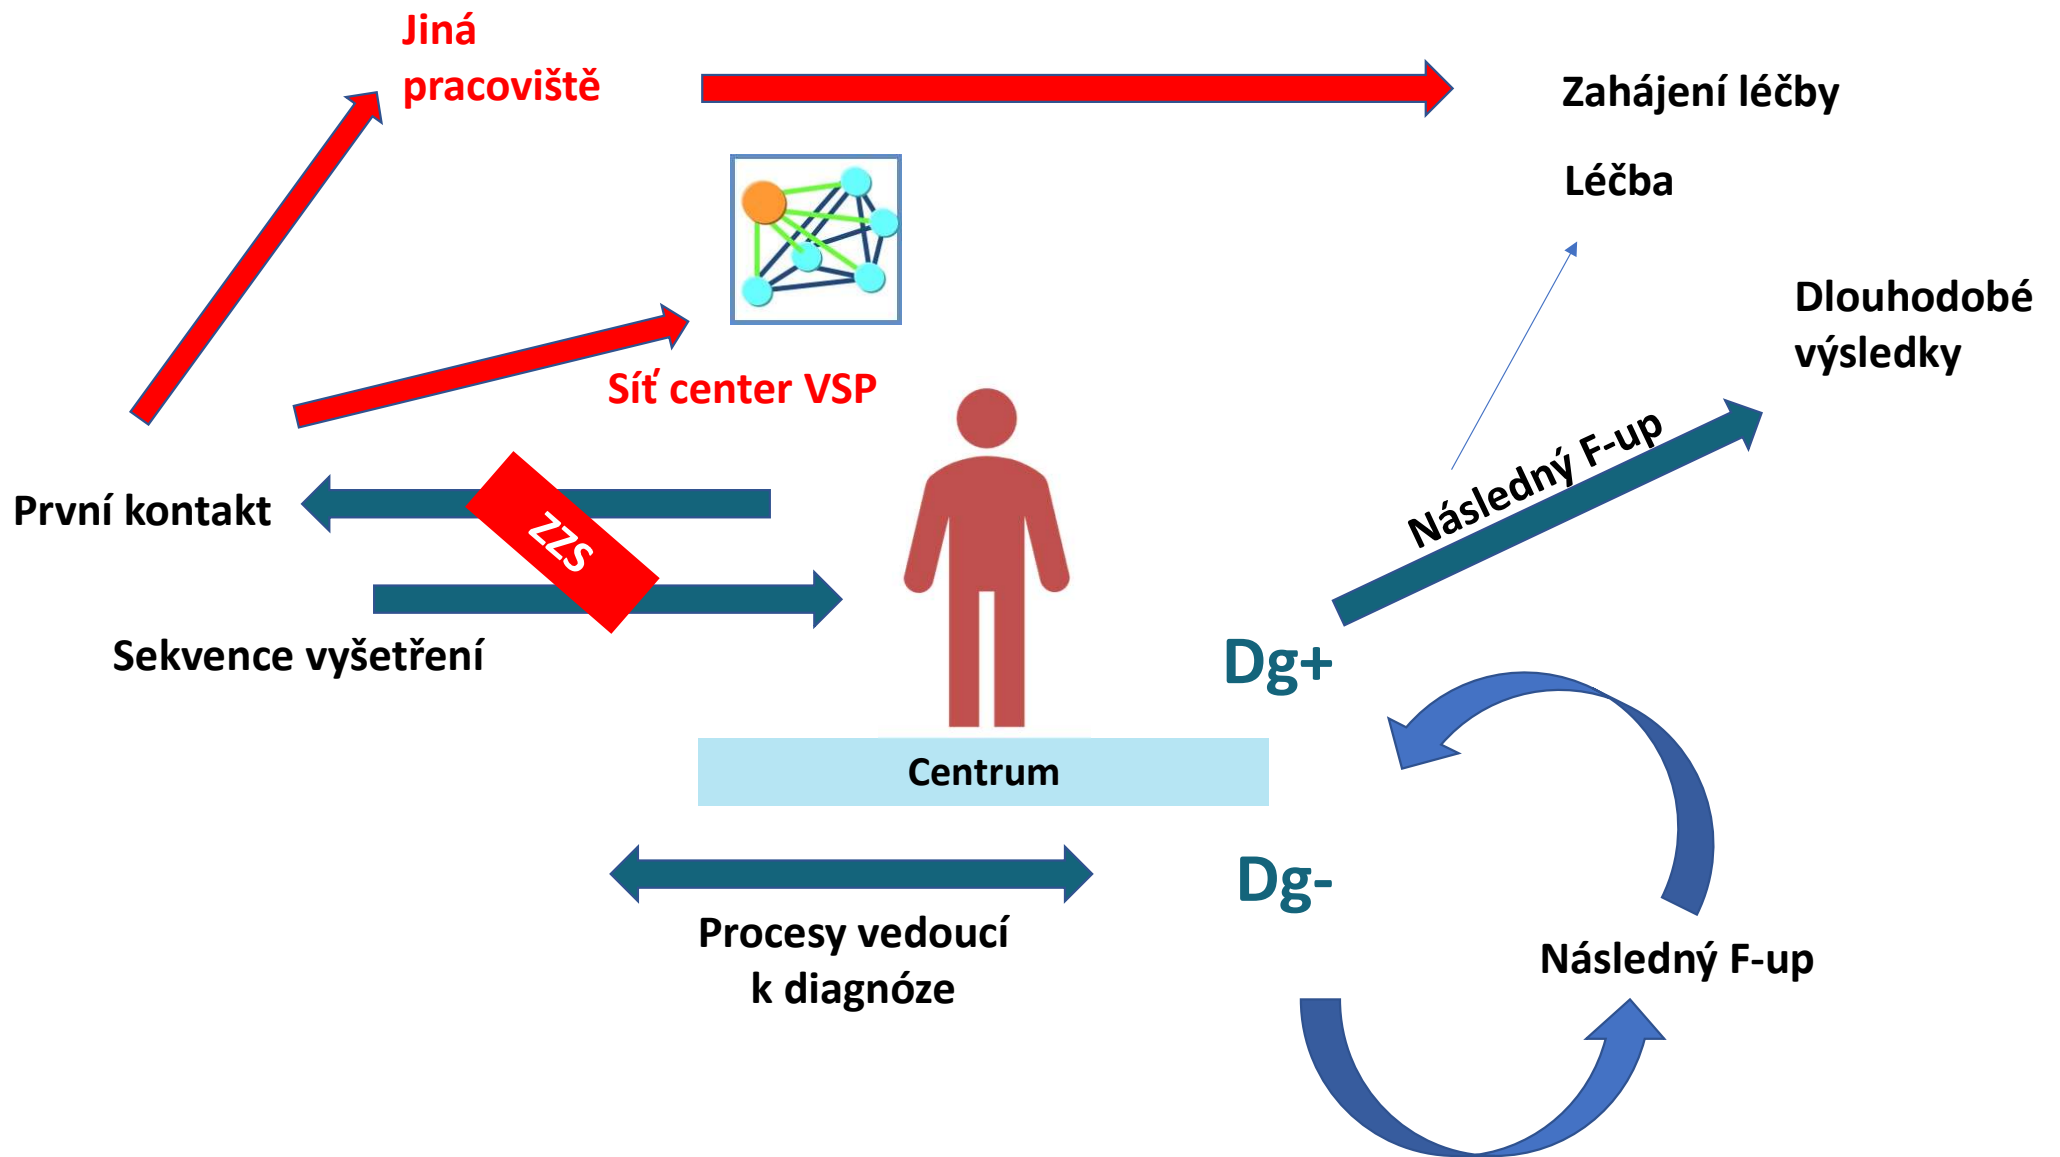 Jiná
pracoviště
Zahájení léčby
Léčba
Dlouhodobé
výsledky
Síť center VSP
Následný F-up
První kontakt
ZZS
Sekvence vyšetření
Dg+
Centrum
Dg-
Procesy vedoucí
k diagnóze
Následný F-up